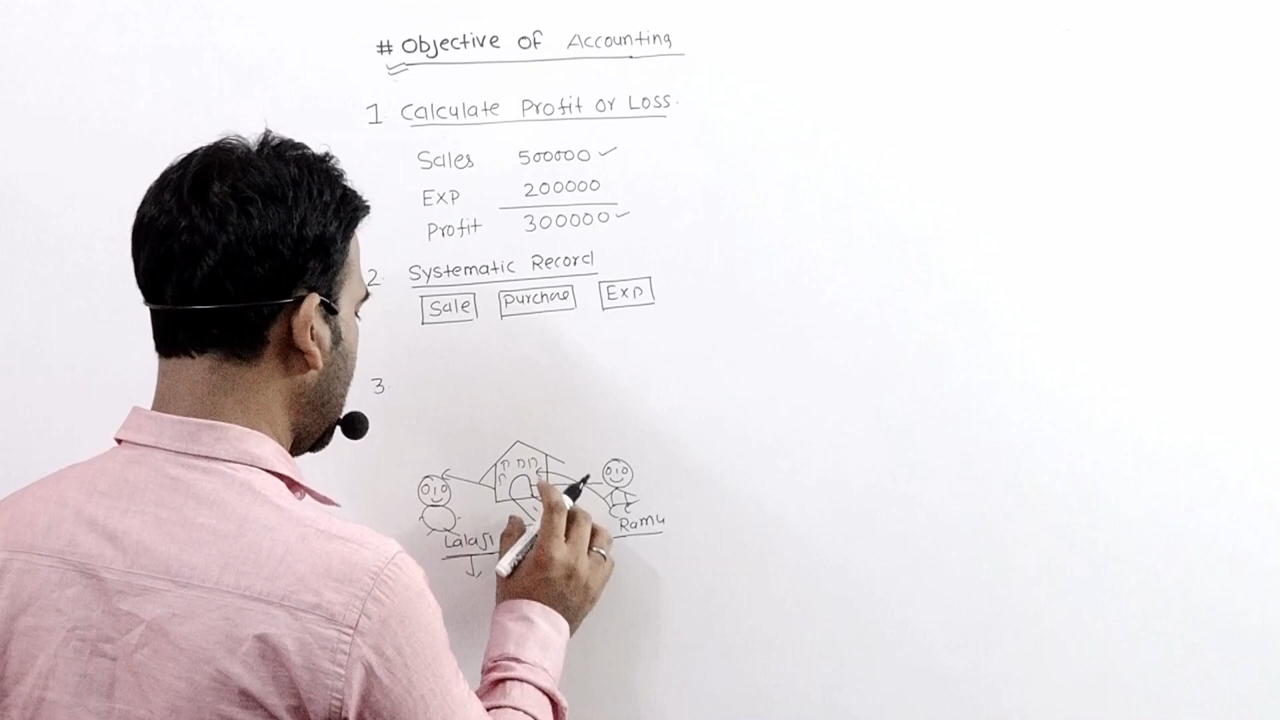 # Objective of Accounting
1 Calculate Profit or Loss.
Sales 500000
Exp 200000
Profit 300000
2. Systematic Record
Sale Purchase Exp
3
Lalaji
Ramu